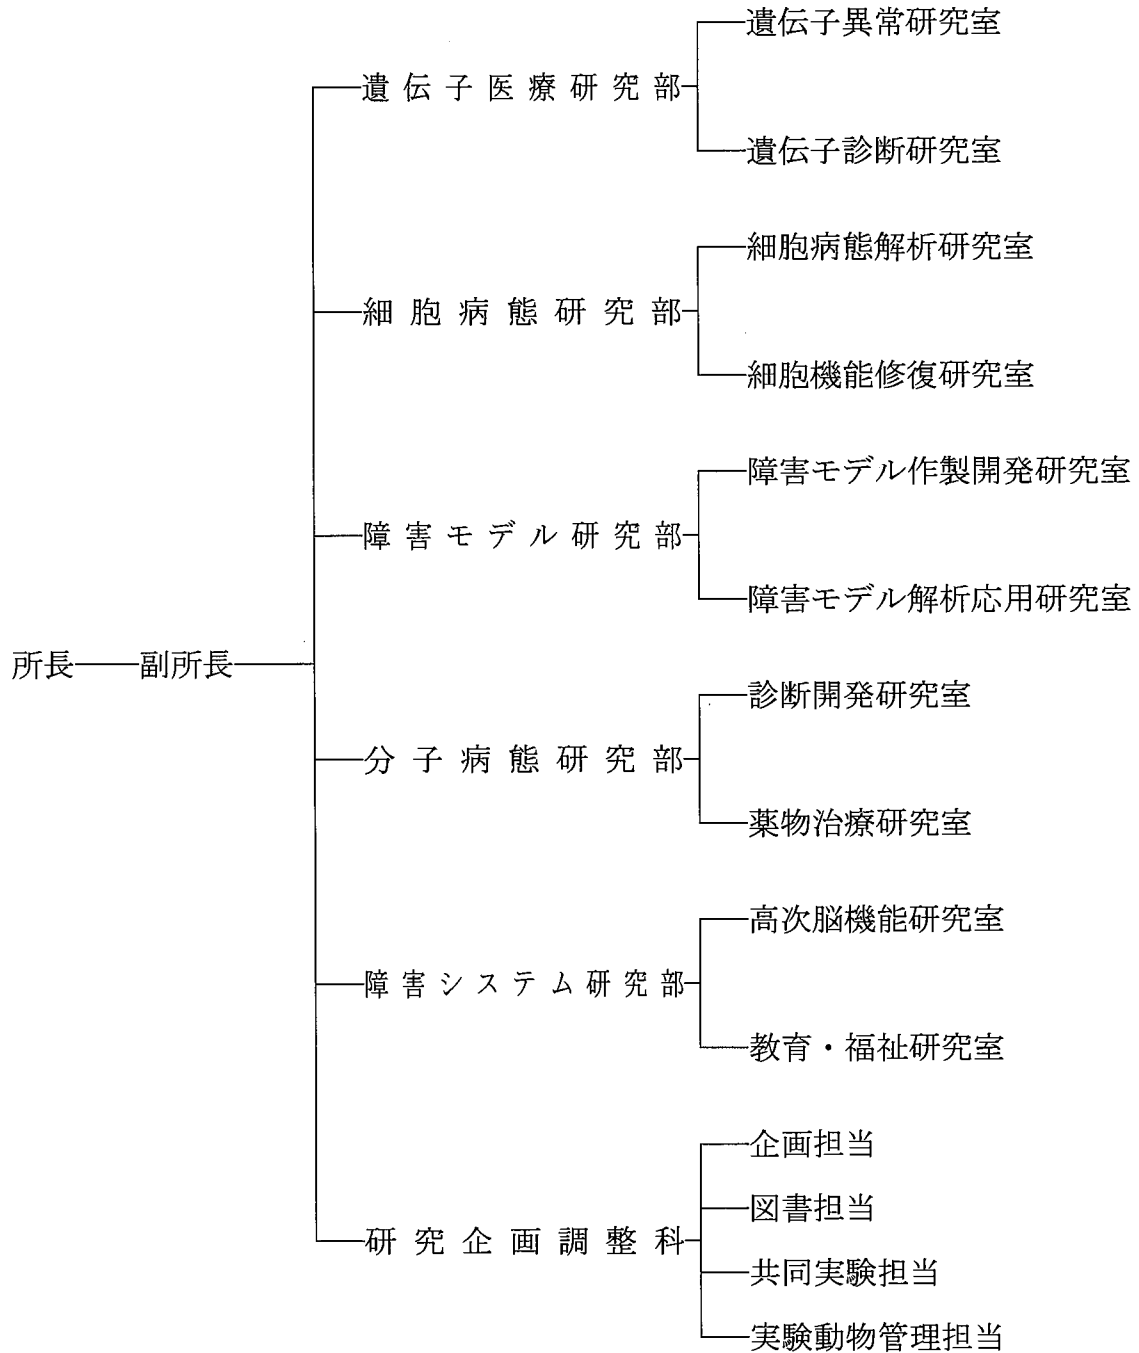 所長
副所長
遺伝子医療研究部
遺伝子異常研究室
遺伝子診断研究室
細胞病態研究部
細胞病態解析研究室
細胞機能修復研究室
障害モデル研究部
障害モデル作製開発研究室
障害モデル解析応用研究室
分子病態研究部
診断開発研究室
薬物治療研究室
障害システム研究部
高次脳機能研究室
教育・福祉研究室
研究企画調整科
企画担当
図書担当
共同実験担当
実験動物管理担当